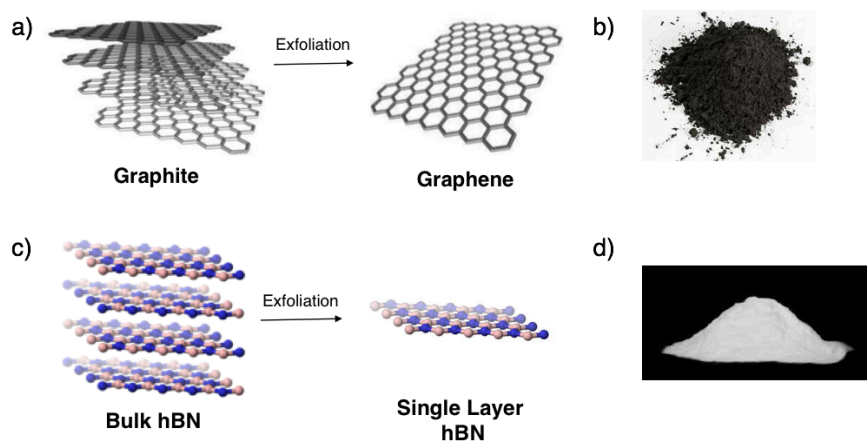 a)
Exfoliation
b)
Graphite
Graphene
c)
Exfoliation
d)
Bulk hBN
Single Layer
hBN